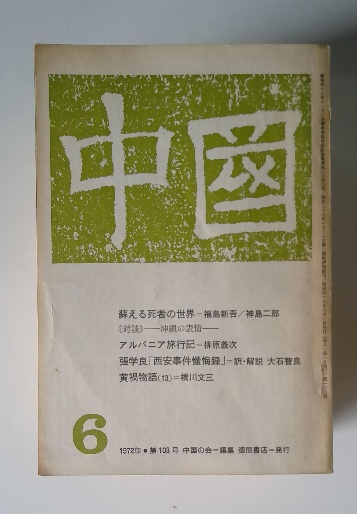 中國
蘇える死者の世界＝福島新吾／神島二郎
《対談》──沖縄の表情──
アルバニア旅行記＝榊原義次
張学良「西安事件懺悔録」＝訳・解説 大石智良
黄禍物語(13)＝橋川文三
6
1972年●第103号 中国の会＝編集 徳間書店＝発行